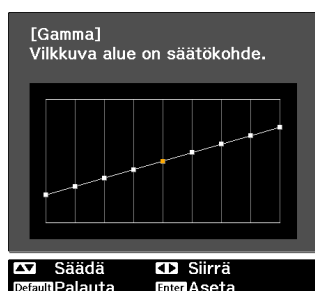 [Gamma]
Vilkkuva alue on säätökohde.
Säädä Siirrä
Default Palauta Enter Aseta